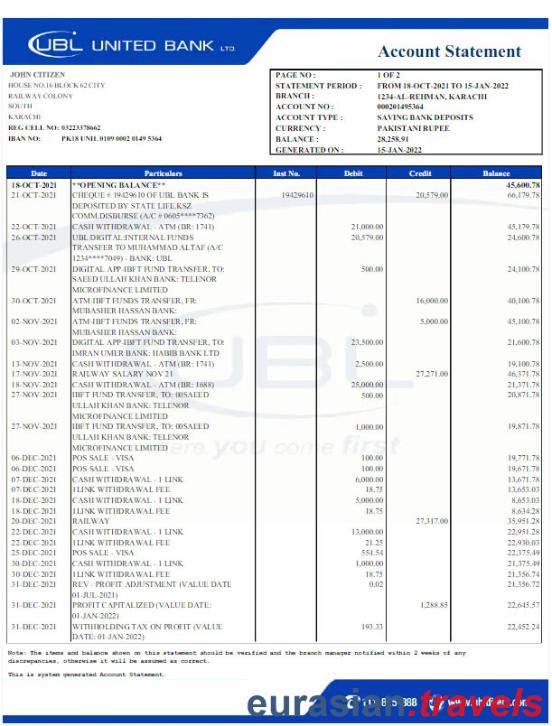 UBL UNITED BANK LTD.
Account Statement
JOHN CITIZEN
HOUSE NO.16 BLOCK 62 CITY
RAILWAY COLONY
SOUTH
KARACHI
REG CELL NO: 03223378662
IBAN NO: PK18 UNIL 0109 0002 0149 5364
PAGE NO : 1 OF 2
STATEMENT PERIOD : FROM 18-OCT-2021 TO 15-JAN-2022
BRANCH : 1234-AL-REHMAN, KARACHI
ACCOUNT NO : 000201495364
ACCOUNT TYPE : SAVING BANK DEPOSITS
CURRENCY : PAKISTANI RUPEE
BALANCE : 28,258.91
GENERATED ON : 15-JAN-2022
Date Particulars Inst No. Debit Credit Balance
18-OCT-2021 **OPENING BALANCE** 45,600.78
21-OCT-2021 CHEQUE # 19429610 OF UBL BANK IS 19429610 20,579.00 66,179.78
DEPOSITED BY STATE LIFE.KSZ
COMM.DISBURSE (A/C # 0605****7362)
22-OCT-2021 CASH WITHDRAWAL - ATM (BR: 1741) 21,000.00 45,179.78
26-OCT-2021 UBL DIGITAL:INTERNAL FUNDS 20,579.00 24,600.78
TRANSFER TO MUHAMMAD ALTAF (A/C
1234****7049) - BANK: UBL
29-OCT-2021 DIGITAL APP-IBFT FUND TRANSFER, TO: 500.00 24,100.78
SAEED ULLAH KHAN BANK: TELENOR
MICROFINANCE LIMITED
30-OCT-2021 ATM-IBFT FUNDS TRANSFER, FR: 16,000.00 40,100.78
MUBASHER HASSAN BANK:
02-NOV-2021 ATM-IBFT FUNDS TRANSFER, FR: 5,000.00 45,100.78
MUBASHER HASSAN BANK:
03-NOV-2021 DIGITAL APP-IBFT FUND TRANSFER, TO: 23,500.00 21,600.78
IMRAN UMER BANK: HABIB BANK LTD
13-NOV-2021 CASH WITHDRAWAL - ATM (BR: 1741) 2,500.00 19,100.78
17-NOV-2021 RAILWAY SALARY NOV 21 27,271.00 46,371.78
18-NOV-2021 CASH WITHDRAWAL - ATM (BR: 1688) 25,000.00 21,371.78
27-NOV-2021 IBFT FUND TRANSFER, TO: 00SAEED 500.00 20,871.78
ULLAH KHAN BANK: TELENOR
MICROFINANCE LIMITED
27-NOV-2021 IBFT FUND TRANSFER, TO: 00SAEED 1,000.00 19,871.78
ULLAH KHAN BANK: TELENOR
MICROFINANCE LIMITED
06-DEC-2021 POS SALE - VISA 100.00 19,771.78
06-DEC-2021 POS SALE - VISA 100.00 19,671.78
07-DEC-2021 CASH WITHDRAWAL - 1 LINK 6,000.00 13,671.78
07-DEC-2021 1LINK WITHDRAWAL FEE 18.75 13,653.03
18-DEC-2021 CASH WITHDRAWAL - 1 LINK 5,000.00 8,653.03
18-DEC-2021 1LINK WITHDRAWAL FEE 18.75 8,634.28
20-DEC-2021 RAILWAY 27,317.00 35,951.28
22-DEC-2021 CASH WITHDRAWAL - 1 LINK 13,000.00 22,951.28
22-DEC-2021 1LINK WITHDRAWAL FEE 21.25 22,930.03
25-DEC-2021 POS SALE - VISA 554.54 22,375.49
30-DEC-2021 CASH WITHDRAWAL - 1 LINK 1,000.00 21,375.49
30-DEC-2021 1LINK WITHDRAWAL FEE 18.75 21,356.74
31-DEC-2021 REV - PROFIT ADJUSTMENT (VALUE DATE 0.02 21,356.72
01-JUL-2021)
31-DEC-2021 PROFIT CAPITALIZED (VALUE DATE: 1,288.85 22,645.57
01-JAN-2022)
31-DEC-2021 WITHHOLDING TAX ON PROFIT (VALUE 193.33 22,452.24
DATE: 01-JAN-2022)
UBL
where you come first
Note: The items and balance shown on this statement should be verified and the branch manager notified within 2 weeks of any
discrepancies, otherwise it will be assumed as correct.
This is system generated Account Statement.
eurasian.travels